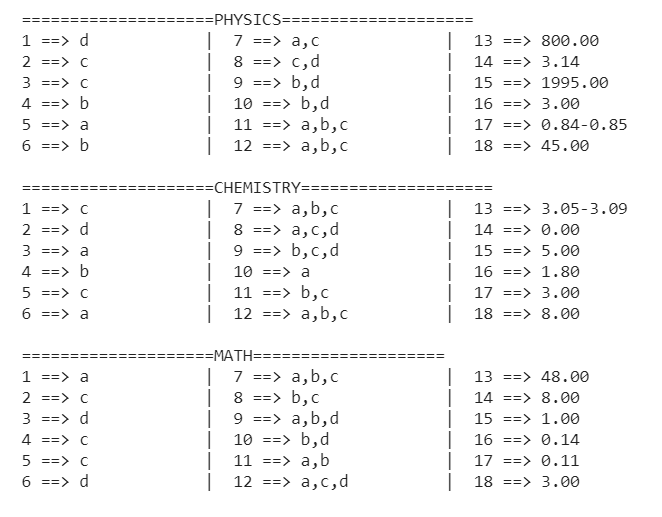 ====================PHYSICS====================
1 ==> d | 7 ==> a,c | 13 ==> 800.00
2 ==> c | 8 ==> c,d | 14 ==> 3.14
3 ==> c | 9 ==> b,d | 15 ==> 1995.00
4 ==> b | 10 ==> b,d | 16 ==> 3.00
5 ==> a | 11 ==> a,b,c | 17 ==> 0.84-0.85
6 ==> b | 12 ==> a,b,c | 18 ==> 45.00
====================CHEMISTRY====================
1 ==> c | 7 ==> a,b,c | 13 ==> 3.05-3.09
2 ==> d | 8 ==> a,c,d | 14 ==> 0.00
3 ==> a | 9 ==> b,c,d | 15 ==> 5.00
4 ==> b | 10 ==> a | 16 ==> 1.80
5 ==> c | 11 ==> b,c | 17 ==> 3.00
6 ==> a | 12 ==> a,b,c | 18 ==> 8.00
====================MATH====================
1 ==> a | 7 ==> a,b,c | 13 ==> 48.00
2 ==> c | 8 ==> b,c | 14 ==> 8.00
3 ==> d | 9 ==> a,b,d | 15 ==> 1.00
4 ==> c | 10 ==> b,d | 16 ==> 0.14
5 ==> c | 11 ==> a,b | 17 ==> 0.11
6 ==> d | 12 ==> a,c,d | 18 ==> 3.00